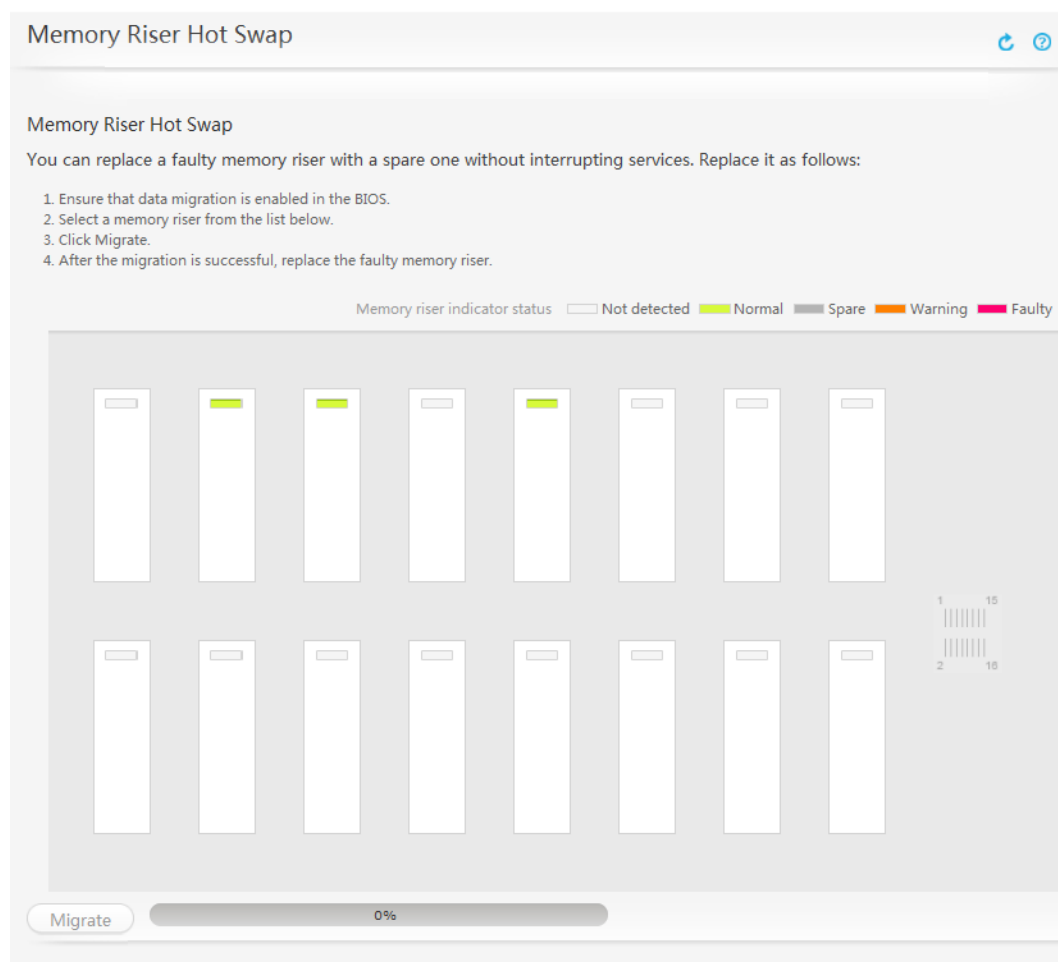 Memory Riser Hot Swap
Memory Riser Hot Swap
You can replace a faulty memory riser with a spare one without interrupting services. Replace it as follows:
1. Ensure that data migration is enabled in the BIOS.
2. Select a memory riser from the list below.
3. Click Migrate.
4. After the migration is successful, replace the faulty memory riser.
Memory riser indicator status Not detected Normal Spare Warning Faulty
1 15
2 16
Migrate 0%